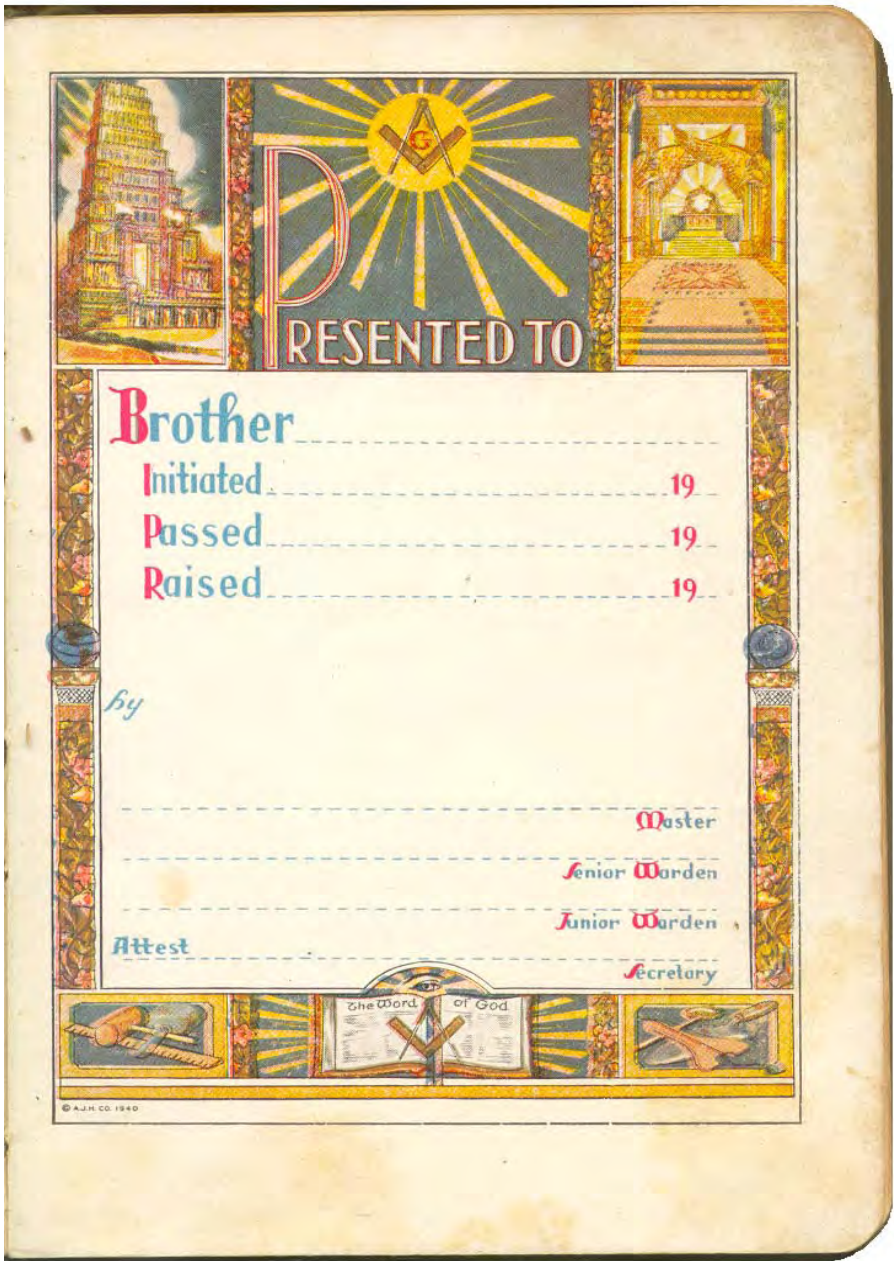 G
PRESENTED TO
Brother
Initiated 19
Passed 19
Raised 19
by
Master
Senior Warden
Junior Warden
Attest
Secretary
The Word of God
© A.J.H. CO. 1940